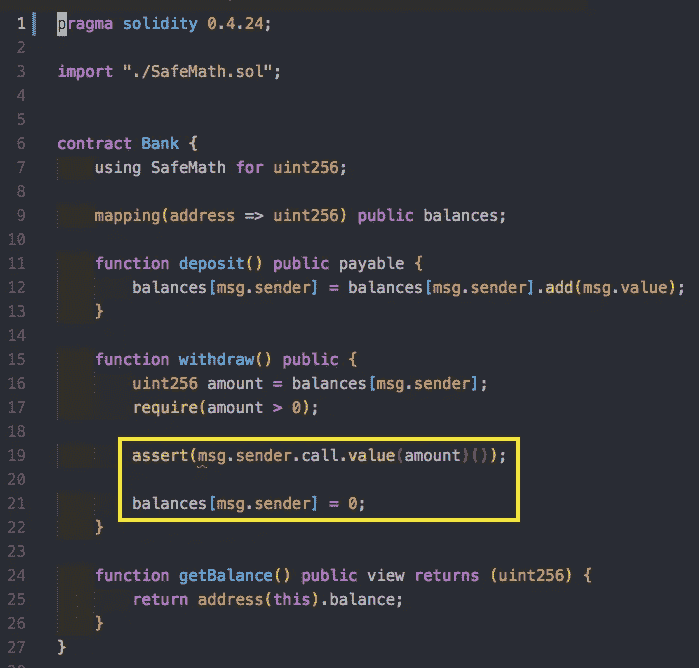 1 pragma solidity 0.4.24;
2
3 import "./SafeMath.sol";
4
5
6 contract Bank {
7 using SafeMath for uint256;
8
9 mapping(address => uint256) public balances;
10
11 function deposit() public payable {
12 balances[msg.sender] = balances[msg.sender].add(msg.value);
13 }
14
15 function withdraw() public {
16 uint256 amount = balances[msg.sender];
17 require(amount > 0);
18
19 assert(msg.sender.call.value(amount)());
20
21 balances[msg.sender] = 0;
22 }
23
24 function getBalance() public view returns (uint256) {
25 return address(this).balance;
26 }
27 }